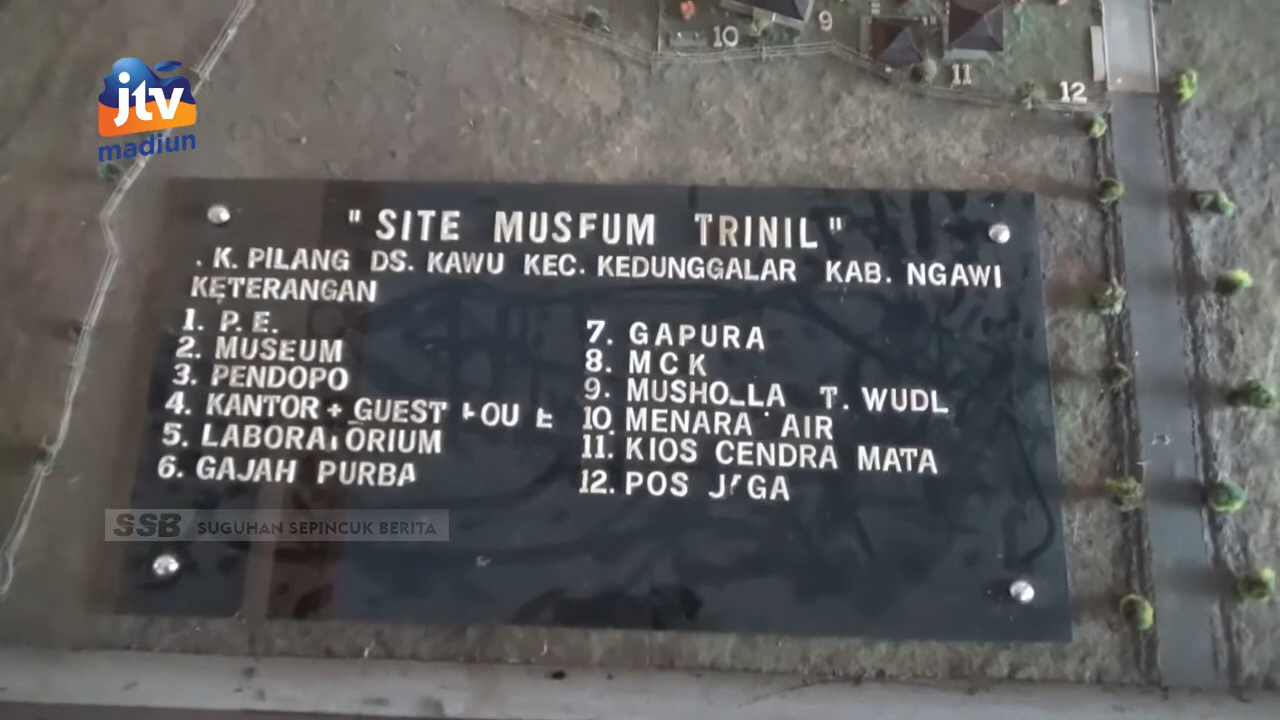 10
9
11
12
jtv
madiun
"SITE MUSEUM TRINIL"
. K. PILANG DS. KAWU KEC. KEDUNGGALAR KAB. NGAWI
KETERANGAN
1. P. E.
2. MUSEUM
3. PENDOPO
4. KANTOR + GUEST
5. LABORATORIUM
6. GAJAH PURBA
7. GAPURA
8. MCK
9. MUSHOLLA T. WUDL
10. MENARA AIR
11. KIOS CENDRA MATA
12. POS JAGA
SSB SUGUHAN SEPINCUK BERITA